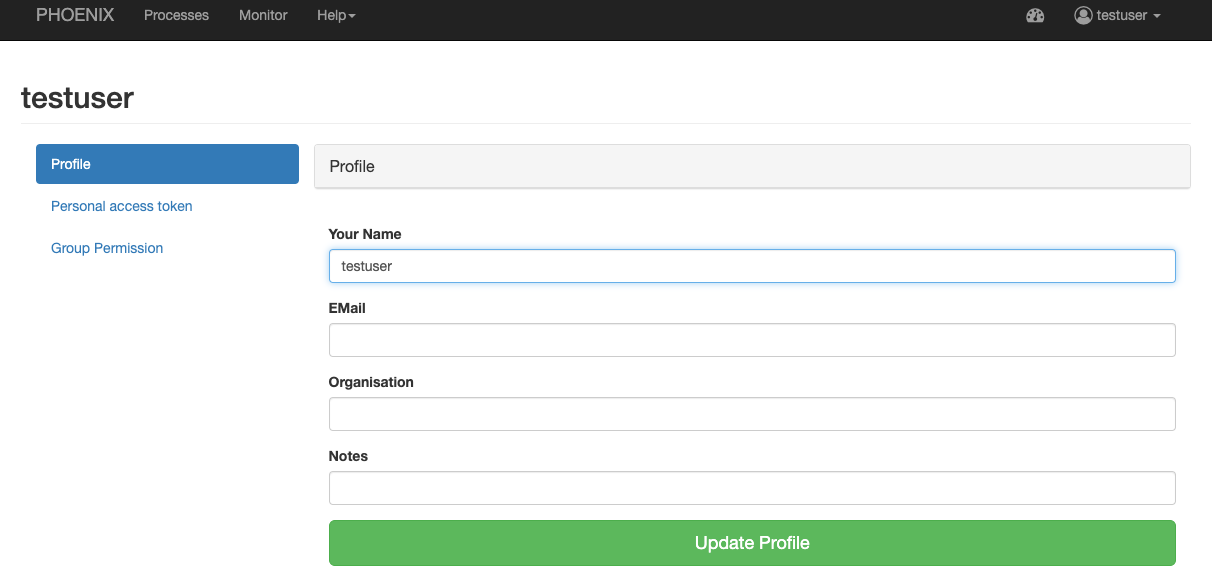 PHOENIX Processes Monitor Help testuser
testuser
Profile
Personal access token
Group Permission
Profile
Your Name
testuser
EMail
Organisation
Notes
Update Profile